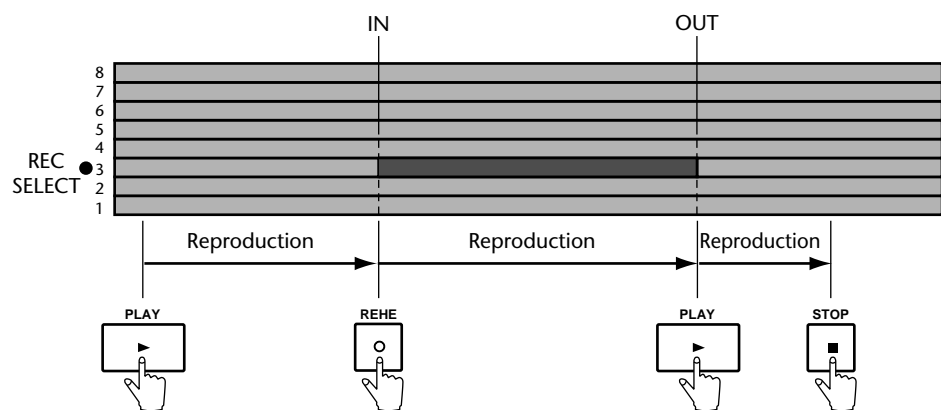 IN OUT
8
7
6
5
4
REC SELECT
3
2
1
Reproduction Reproduction Reproduction
PLAY REHE PLAY STOP